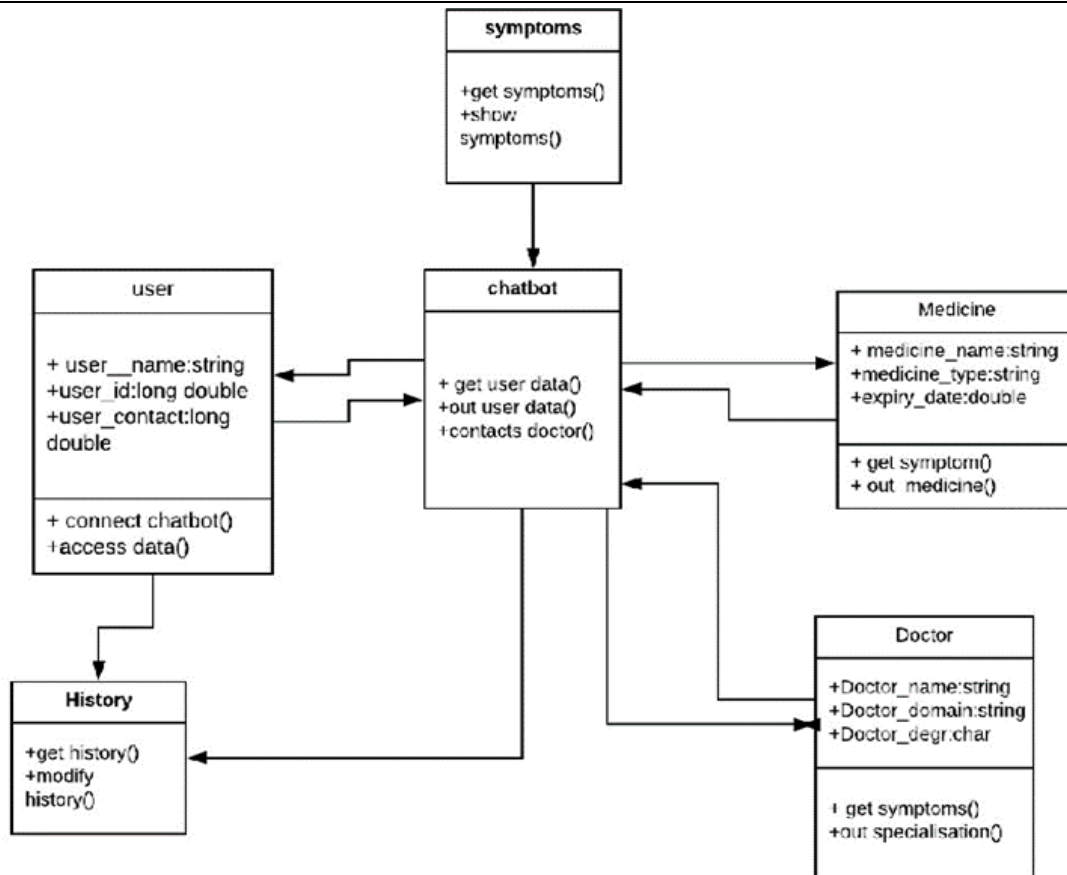 symptoms
+get symptoms()
+show
symptoms()
user
+ user__name:string
+user_id:long double
+user_contact:long
double
+ connect chatbot()
+access data()
chatbot
+ get user data()
+out user data()
+contacts doctor()
Medicine
+ medicine_name:string
+medicine_type:string
+expiry_date:double
+ get symptom()
+ out medicine()
History
+get history()
+modify
history()
Doctor
+Doctor_name:string
+Doctor_domain:string
+Doctor_degr:char
+ get symptoms()
+out specialisation()